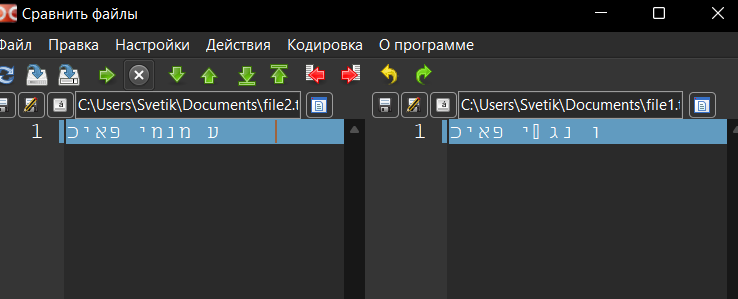 Сравнить файлы
Файл Правка Настройки Действия Кодировка О программе
C:\Users\Svetik\Documents\file2.t C:\Users\Svetik\Documents\file1.t
1 ע מנמי פאיכ
1 ו נג▯י פאיכ